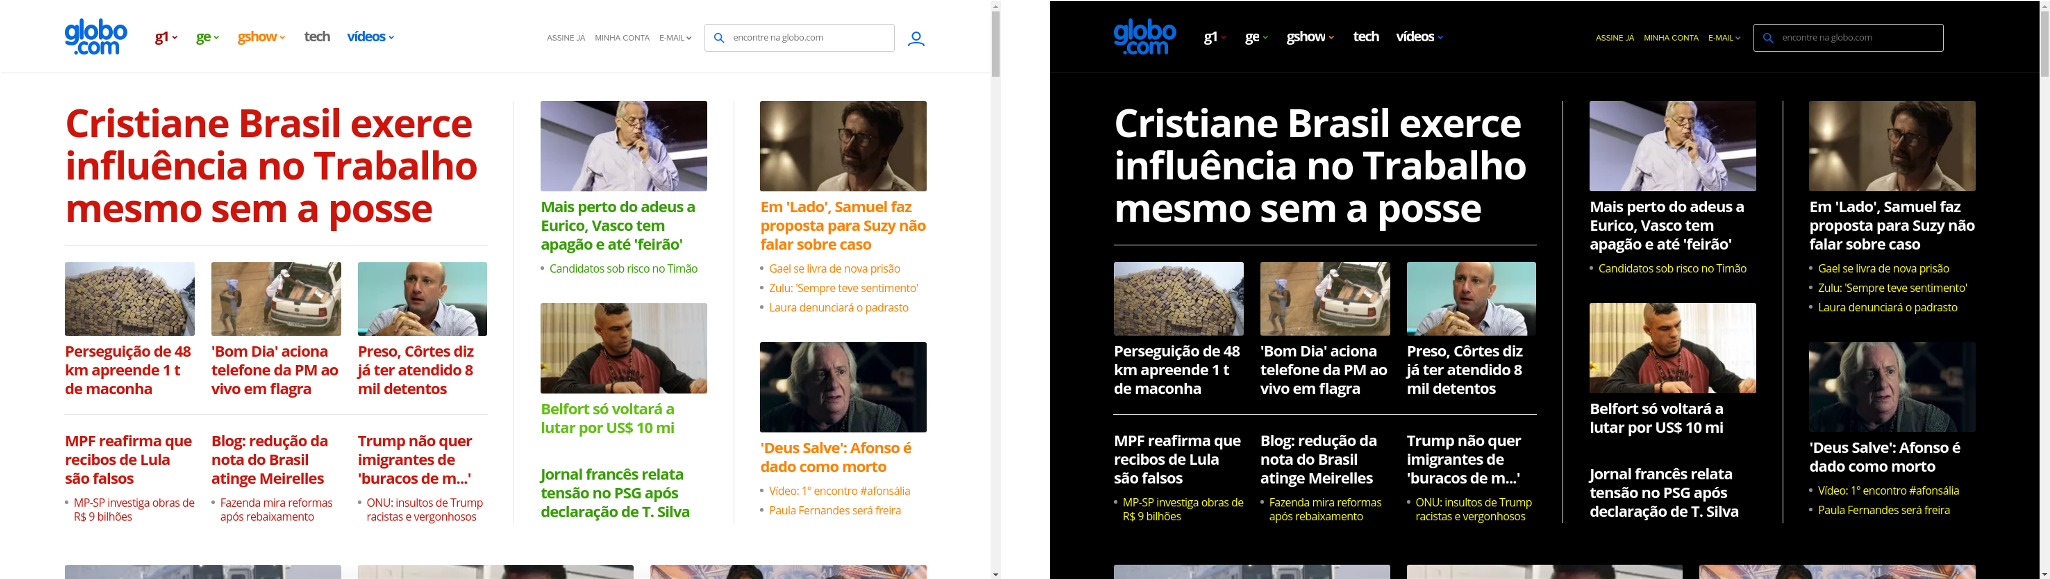 globo
.com
g1
ge
gshow
tech
vídeos
ASSINE JÁ
MINHA CONTA
E-MAIL
encontre na globo.com
Cristiane Brasil exerce
influência no Trabalho
mesmo sem a posse
Perseguição de 48
km apreende 1 t
de maconha
'Bom Dia' aciona
telefone da PM ao
vivo em flagra
Preso, Côrtes diz
já ter atendido 8
mil detentos
MPF reafirma que
recibos de Lula
são falsos
MP-SP investiga obras de
R$ 9 bilhões
Blog: redução da
nota do Brasil
atinge Meirelles
Fazenda mira reformas
após rebaixamento
Trump não quer
imigrantes de
'buracos de m...'
ONU: insultos de Trump
racistas e vergonhosos
Mais perto do adeus a
Eurico, Vasco tem
apagão e até 'feirão'
Candidatos sob risco no Timão
Belfort só voltará a
lutar por US$ 10 mi
Jornal francês relata
tensão no PSG após
declaração de T. Silva
Em 'Lado', Samuel faz
proposta para Suzy não
falar sobre caso
Gael se livra de nova prisão
Zulu: 'Sempre teve sentimento'
Laura denunciará o padrasto
'Deus Salve': Afonso é
dado como morto
Vídeo: 1º encontro #afonsália
Paula Fernandes será freira
globo
.com
g1
ge
gshow
tech
vídeos
ASSINE JÁ
MINHA CONTA
E-MAIL
encontre na globo.com
Cristiane Brasil exerce
influência no Trabalho
mesmo sem a posse
Perseguição de 48
km apreende 1 t
de maconha
'Bom Dia' aciona
telefone da PM ao
vivo em flagra
Preso, Côrtes diz
já ter atendido 8
mil detentos
MPF reafirma que
recibos de Lula
são falsos
MP-SP investiga obras de
R$ 9 bilhões
Blog: redução da
nota do Brasil
atinge Meirelles
Fazenda mira reformas
após rebaixamento
Trump não quer
imigrantes de
'buracos de m...'
ONU: insultos de Trump
racistas e vergonhosos
Mais perto do adeus a
Eurico, Vasco tem
apagão e até 'feirão'
Candidatos sob risco no Timão
Belfort só voltará a
lutar por US$ 10 mi
Jornal francês relata
tensão no PSG após
declaração de T. Silva
Em 'Lado', Samuel faz
proposta para Suzy não
falar sobre caso
Gael se livra de nova prisão
Zulu: 'Sempre teve sentimento'
Laura denunciará o padrasto
'Deus Salve': Afonso é
dado como morto
Vídeo: 1º encontro #afonsália
Paula Fernandes será freira